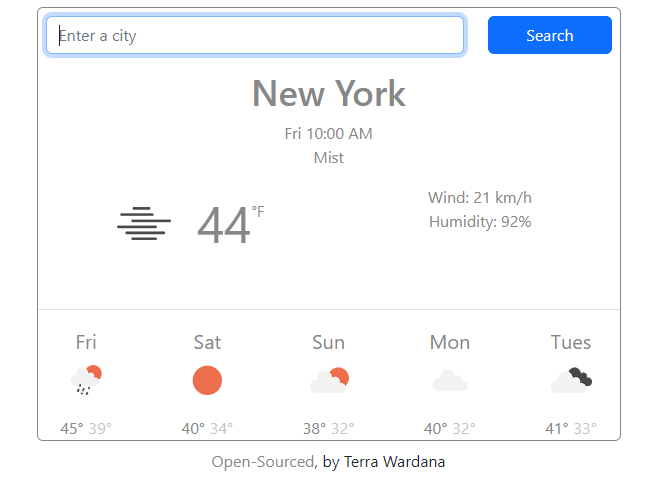 Enter a city Search
New York
Fri 10:00 AM
Mist
44 °F
Wind: 21 km/h
Humidity: 92%
Fri Sat Sun Mon Tues
45° 39° 40° 34° 38° 32° 40° 32° 41° 33°
Open-Sourced, by Terra Wardana